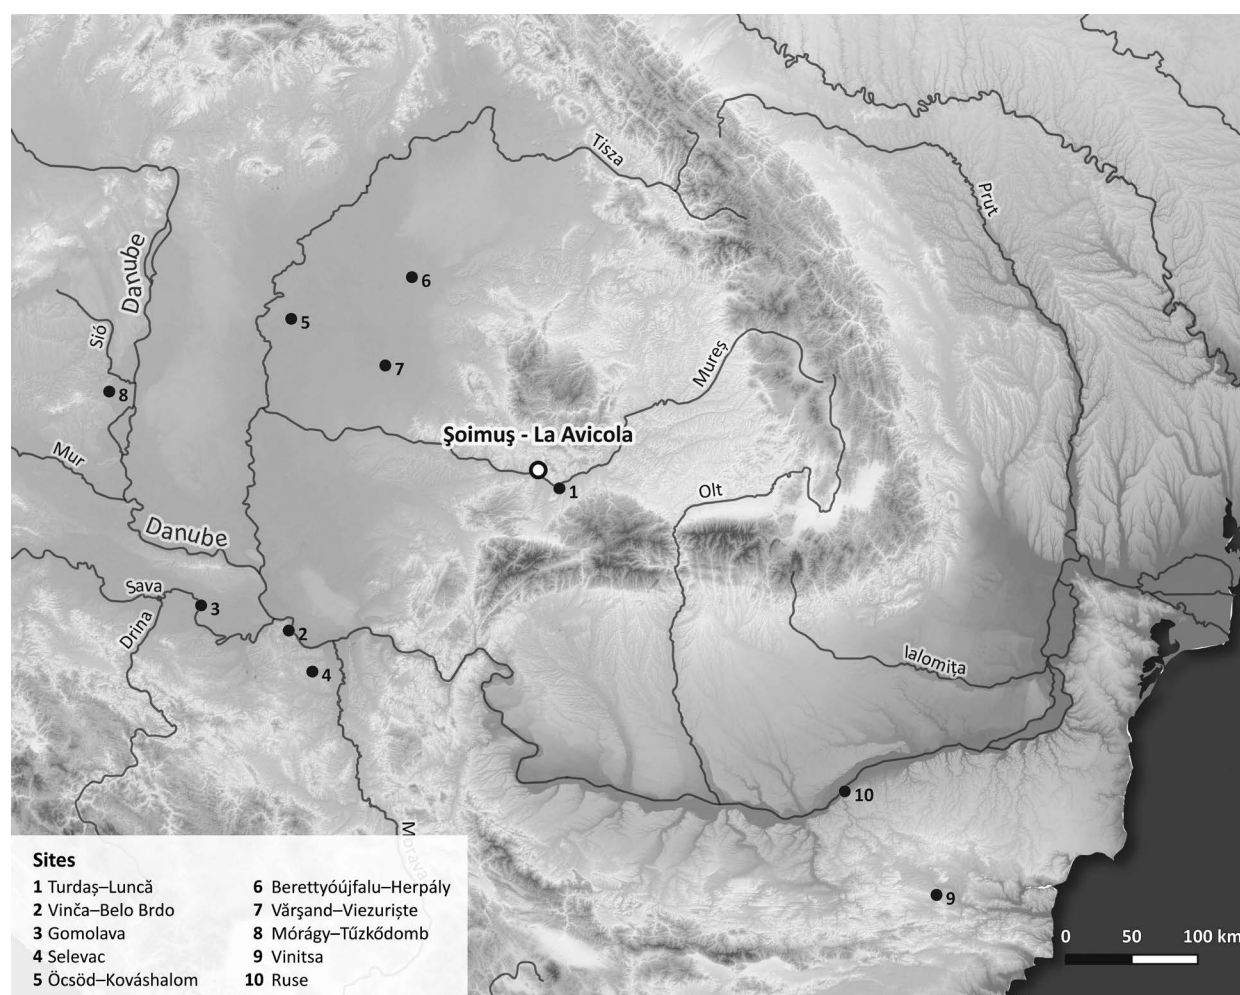 Tisza
Prut
Danube
6
5
Sió
7
Mureş
8
Şoimuş - La Avicola
Mur
1
Olt
Danube
Sava
3
Drina
2
Ialomiţa
4
10
Morava
9
Sites
1 Turdaş–Luncă
2 Vinča–Belo Brdo
3 Gomolava
4 Selevac
5 Öcsöd–Kováshalom
6 Berettyóújfalu–Herpály
7 Vărşand–Viezurişte
8 Mórágy–Tűzkődomb
9 Vinitsa
10 Ruse
0 50 100 km